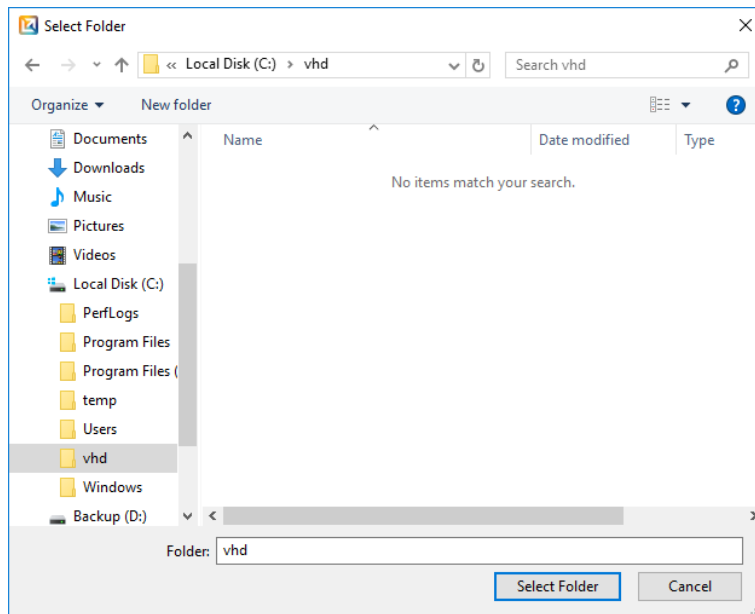 Select Folder
« Local Disk (C:) > vhd
Search vhd
Organize
New folder
?
Name
Date modified
Type
No items match your search.
Documents
Downloads
Music
Pictures
Videos
Local Disk (C:)
PerfLogs
Program Files
Program Files (
temp
Users
vhd
Windows
Backup (D:)
Folder: vhd
Select Folder
Cancel